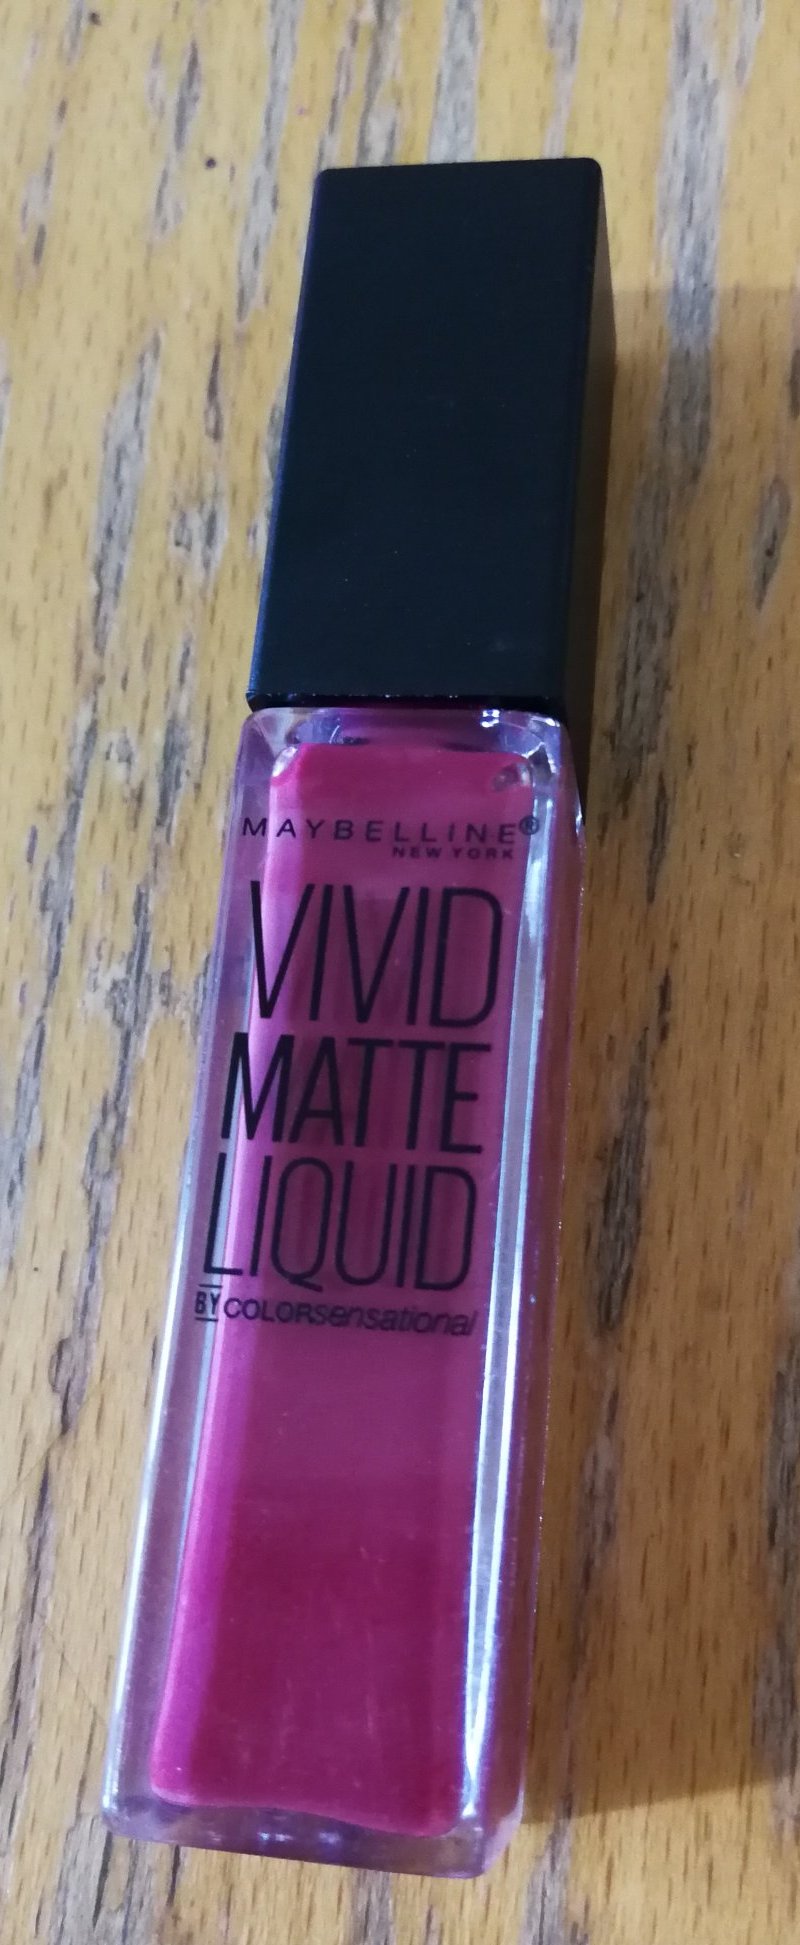 MAYBELLINE®
NEW YORK
VIVID
MATTE
LIQUID
BY COLORsensational